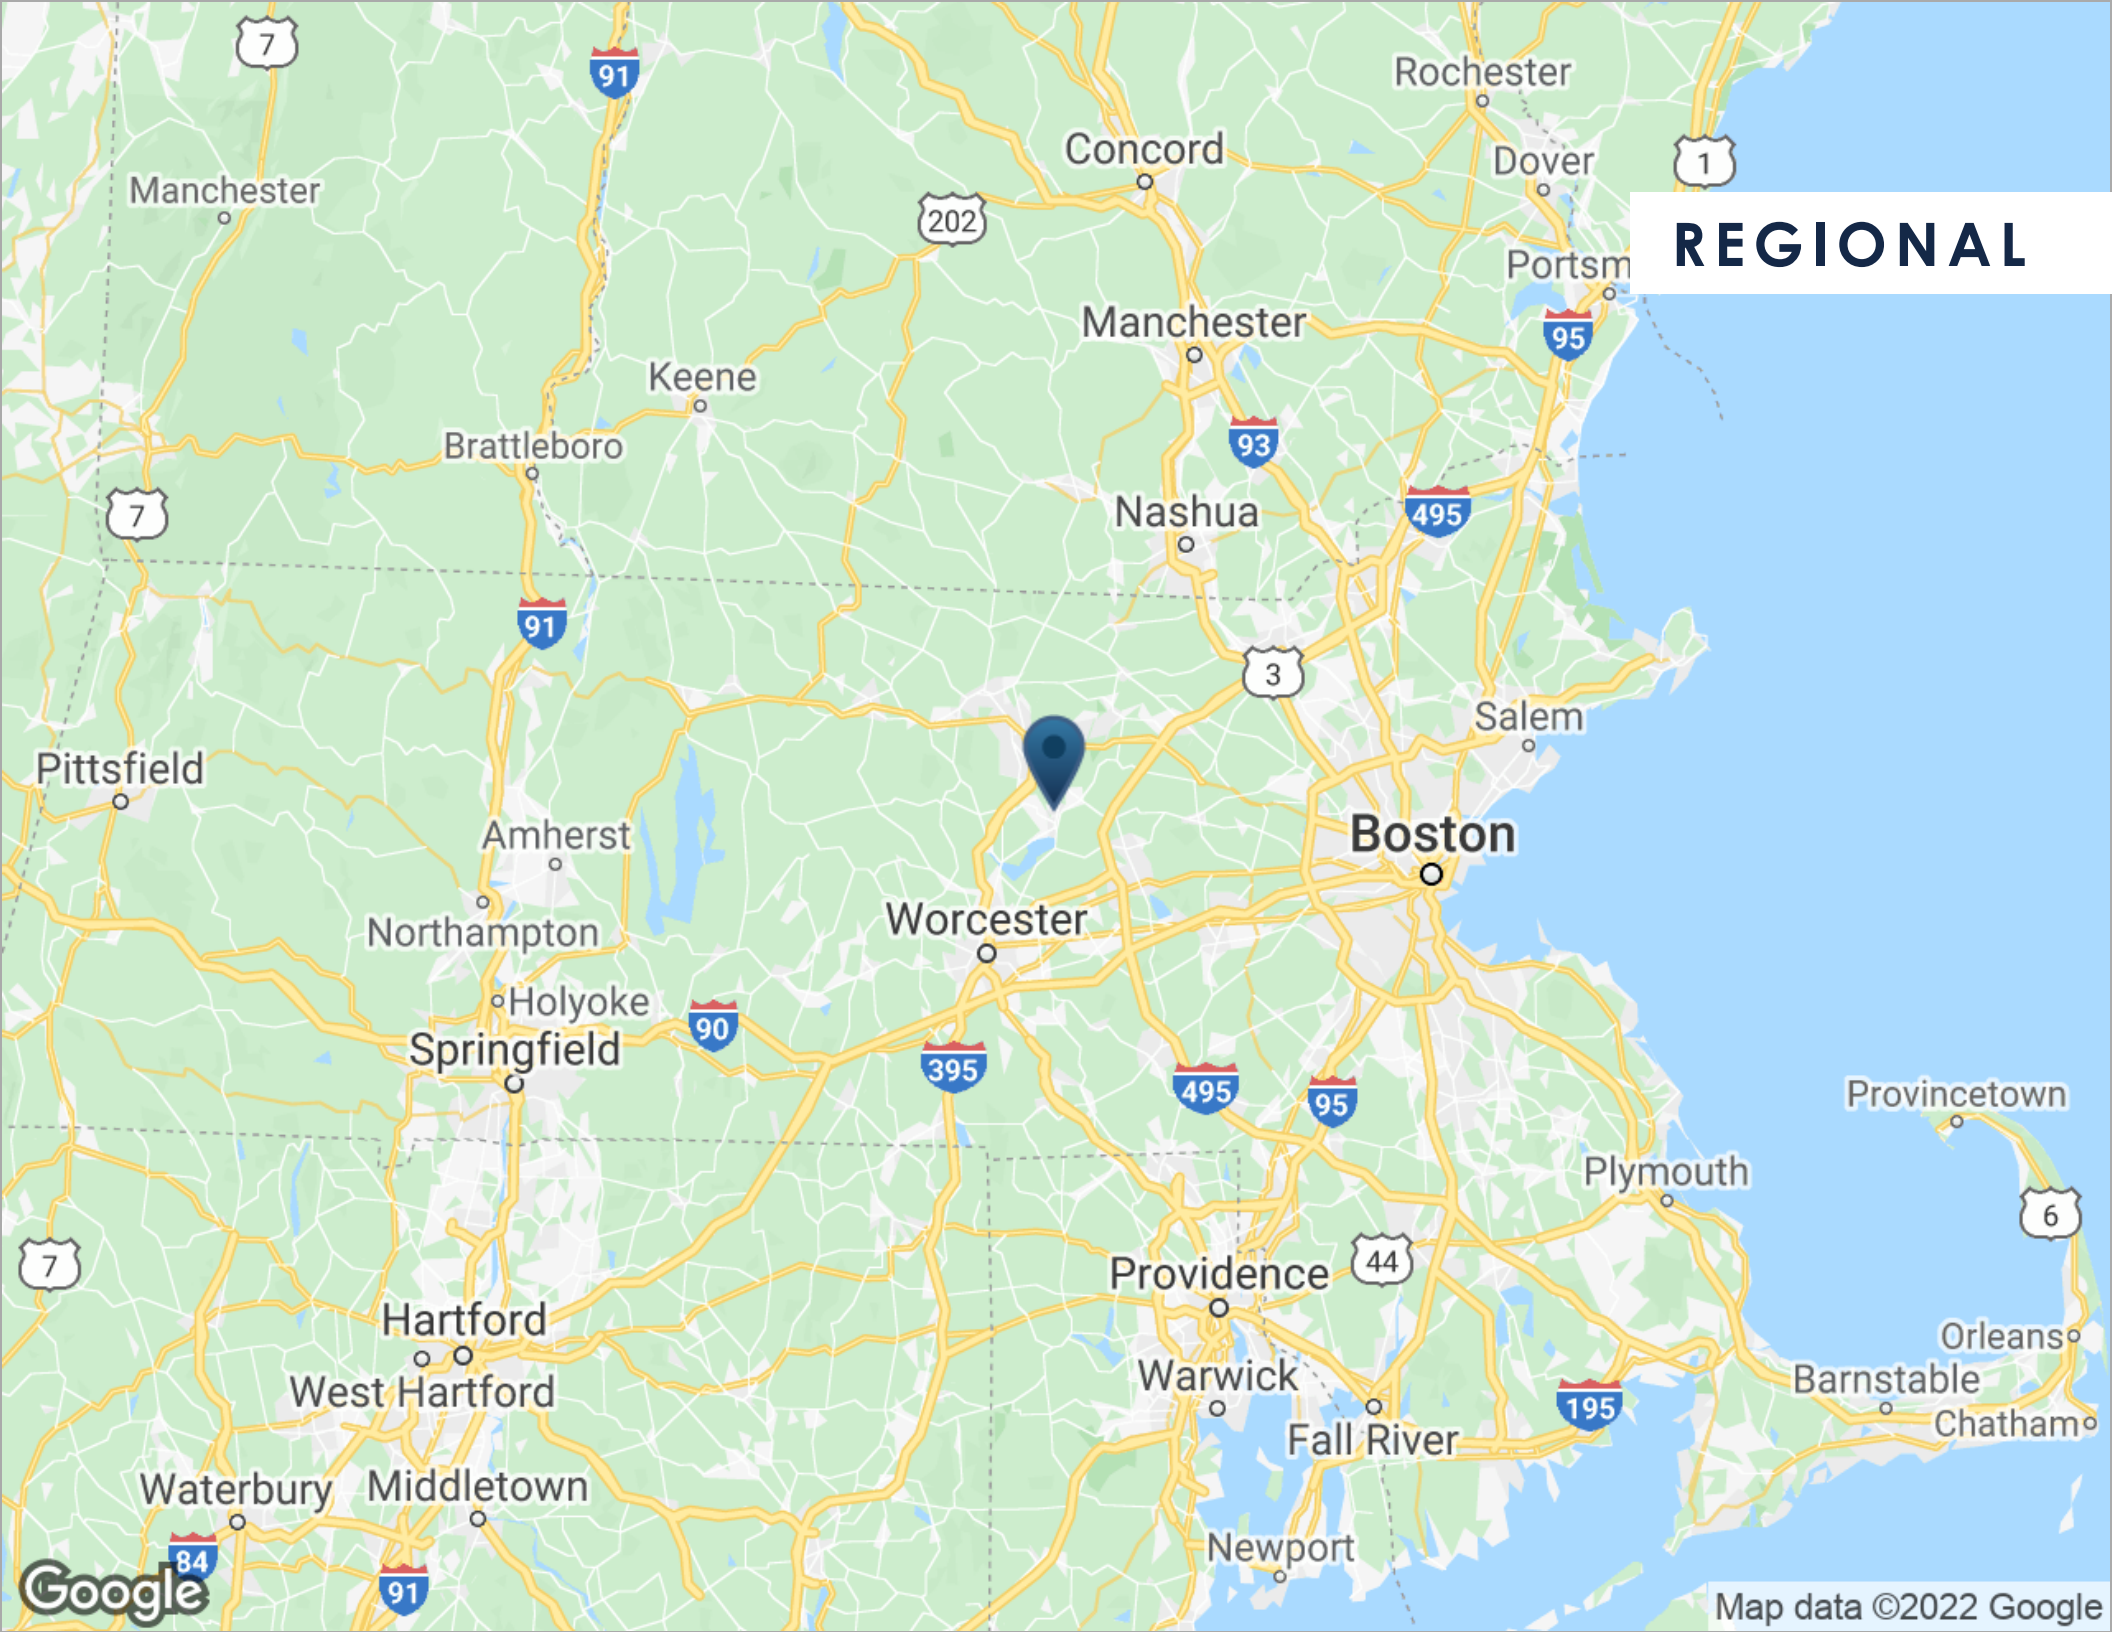 7
91
Rochester
Concord
Dover
1
Manchester
202
REGIONAL
Portsm
Manchester
95
Keene
93
Brattleboro
7
Nashua
495
91
3
Salem
Pittsfield
Amherst
Boston
Worcester
Northampton
Holyoke
90
Springfield
395
495
95
Provincetown
Plymouth
6
7
44
Providence
Hartford
Orleans
Warwick
West Hartford
Barnstable
195
Chatham
Fall River
Waterbury
Middletown
Newport
84
91
Google
Map data ©2022 Google